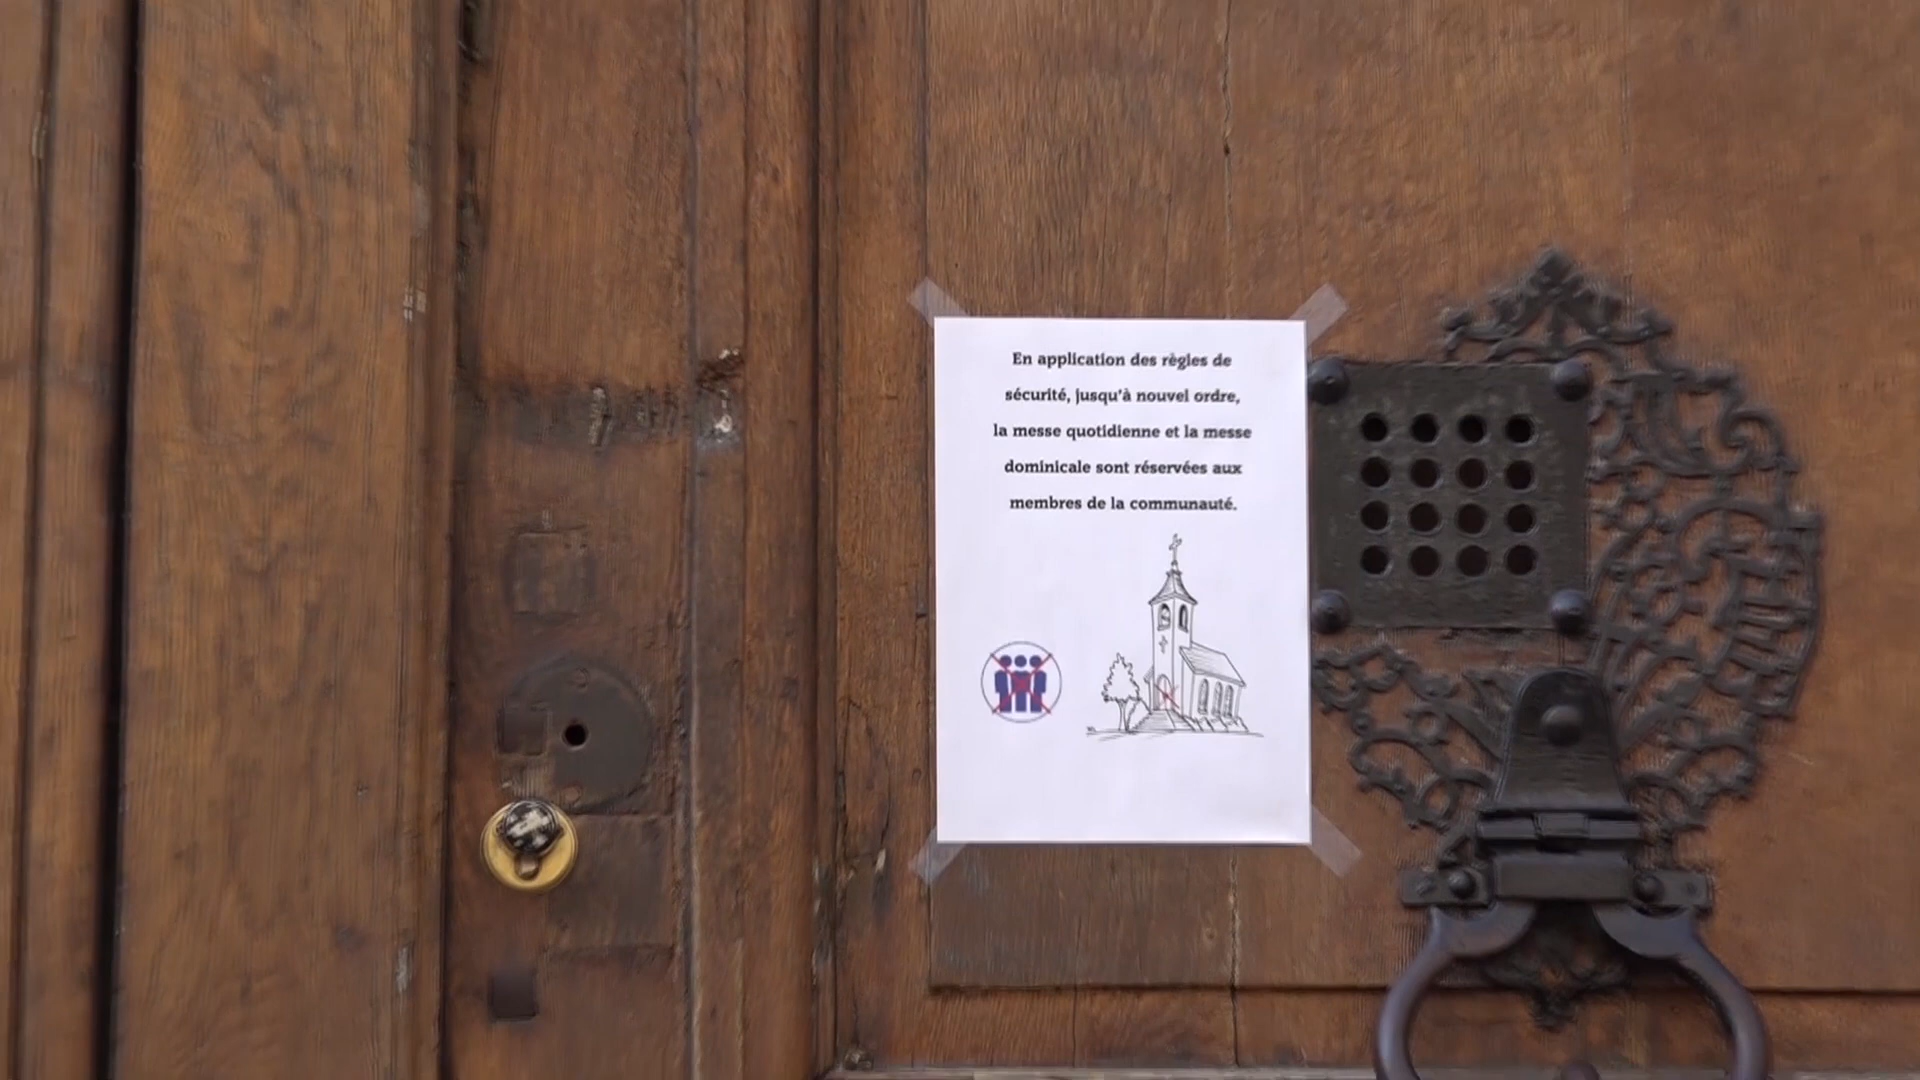 En application des règles de
sécurité, jusqu'à nouvel ordre,
la messe quotidienne et la messe
dominicale sont réservées aux
membres de la communauté.